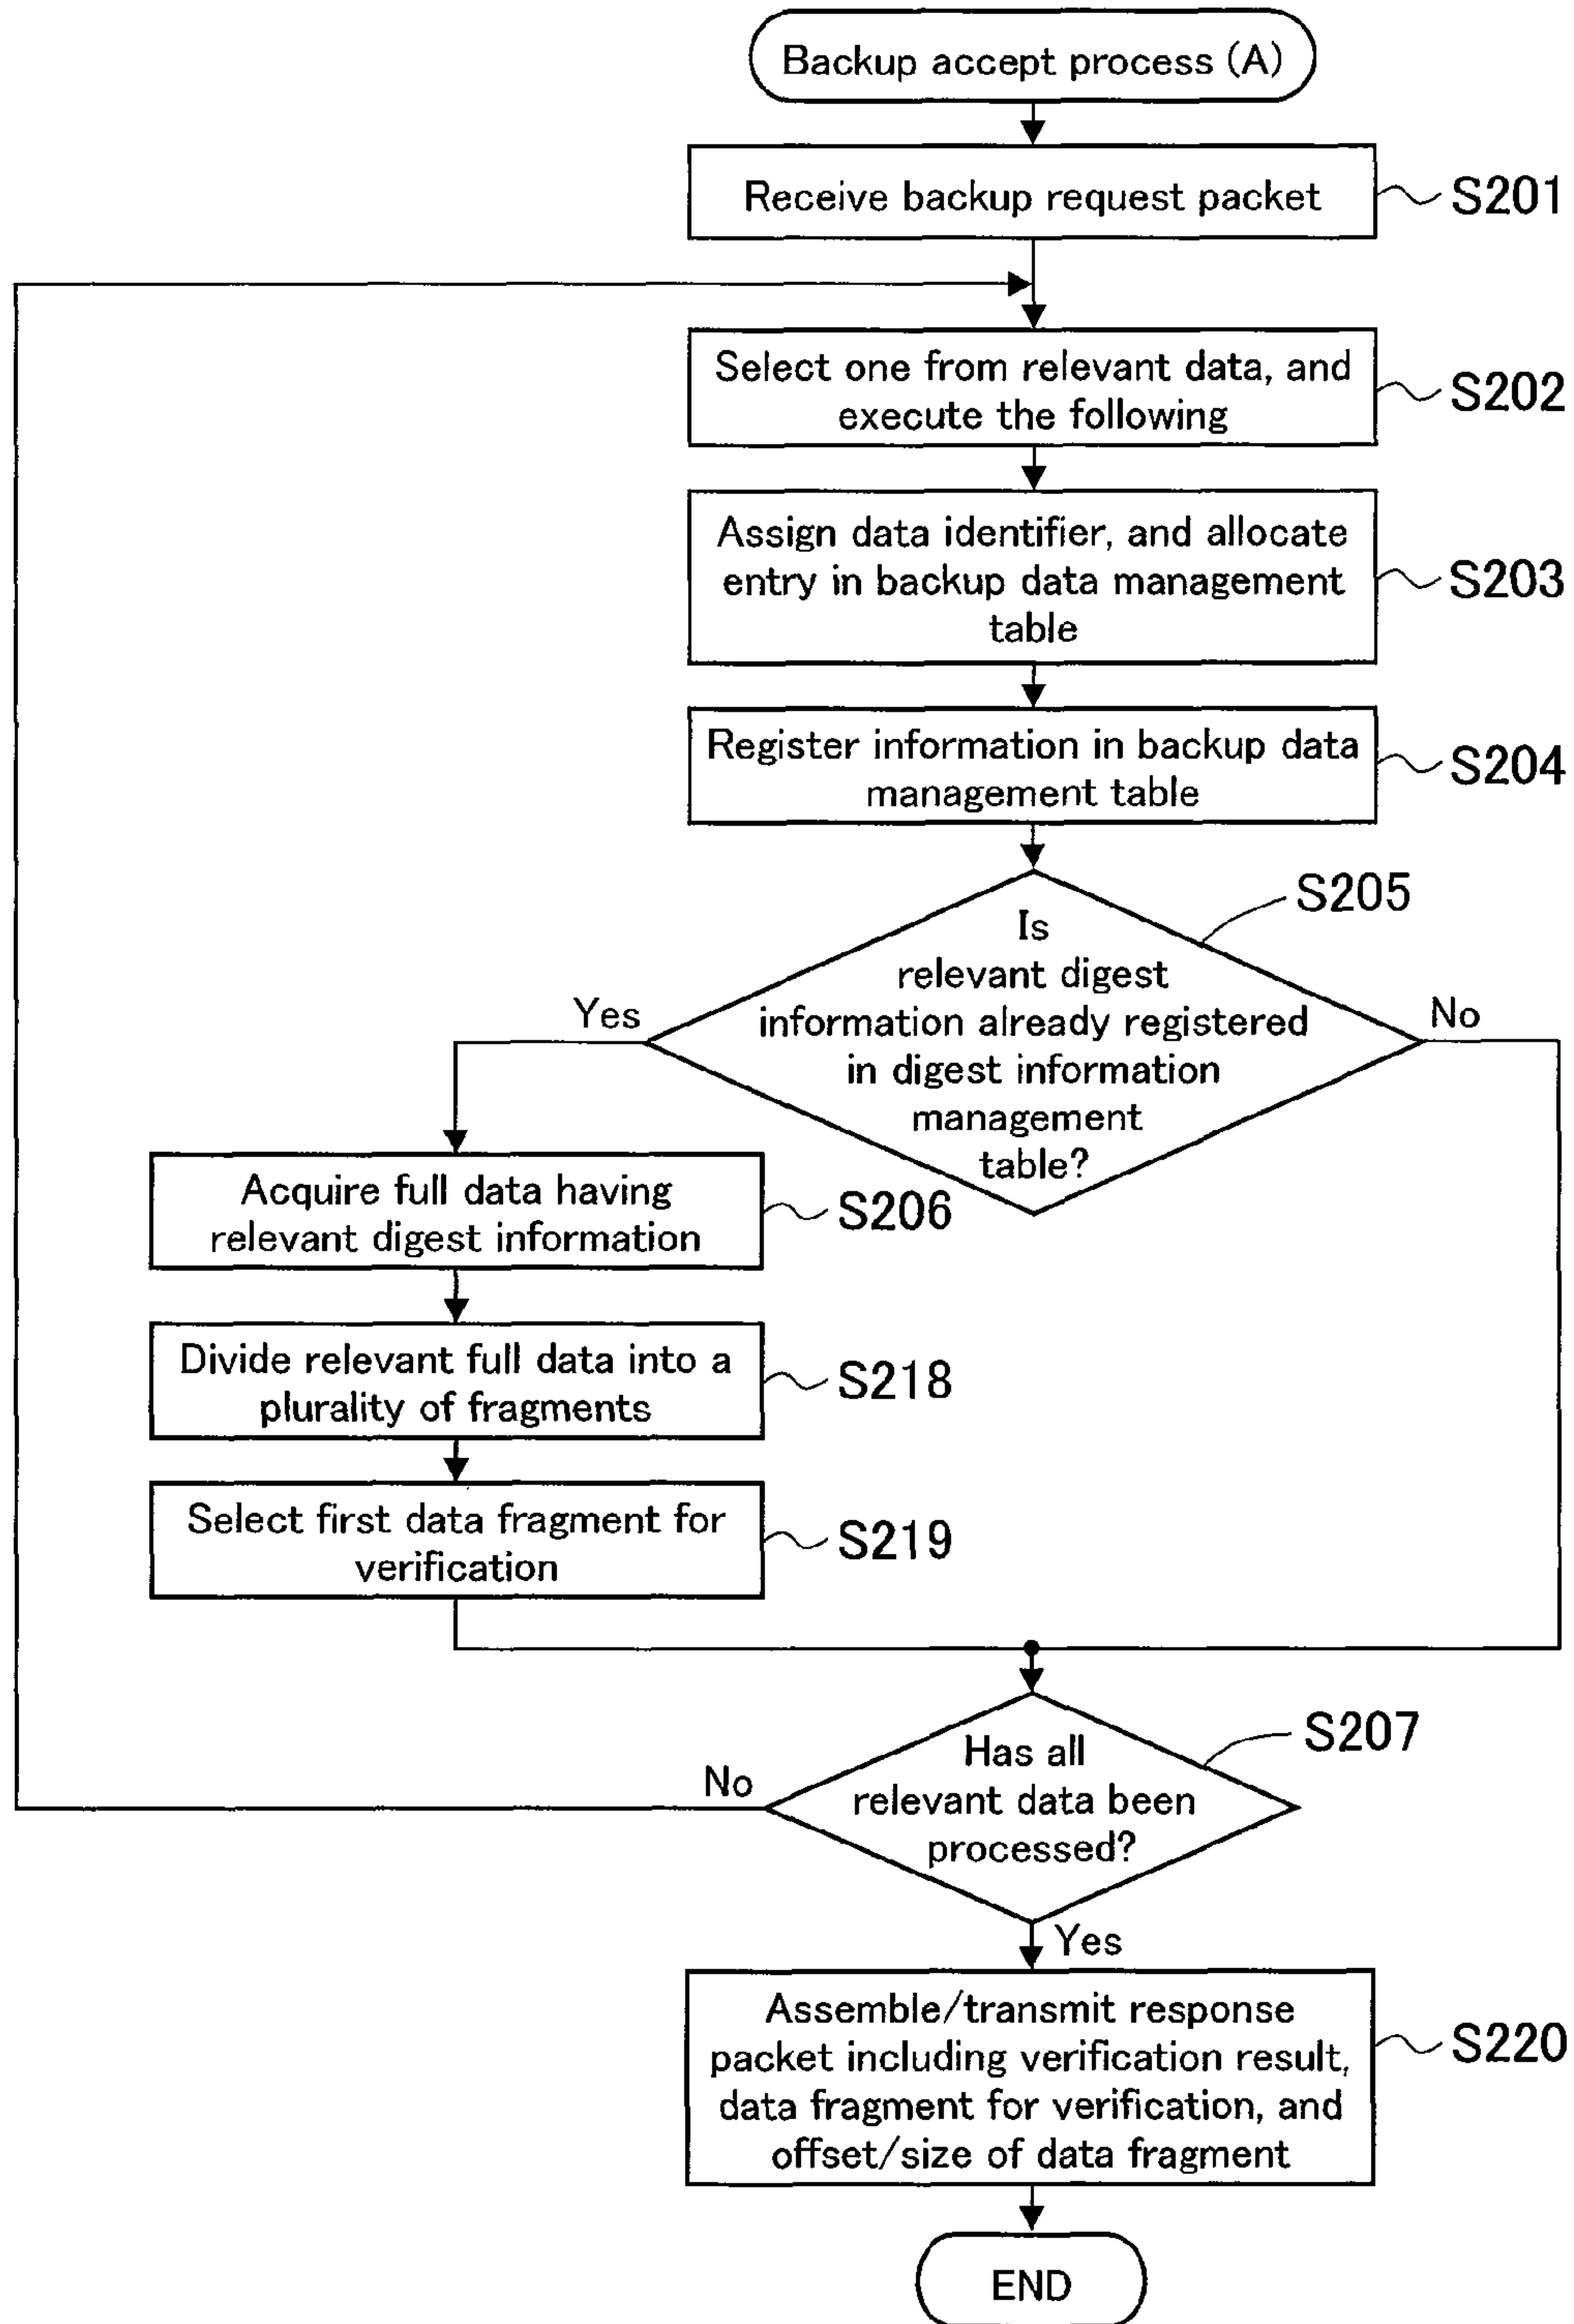 Backup accept process (A)
Receive backup request packet
S201
Select one from relevant data, and
execute the following
S202
Assign data identifier, and allocate
entry in backup data management
table
S203
Register information in backup data
management table
S204
S205
Is
relevant digest
information already registered
in digest information
management
table?
Yes
No
Acquire full data having
relevant digest information
S206
Divide relevant full data into a
plurality of fragments
S218
Select first data fragment for
verification
S219
S207
Has all
relevant data been
processed?
No
Yes
Assemble/transmit response
packet including verification result,
data fragment for verification, and
offset/size of data fragment
S220
END